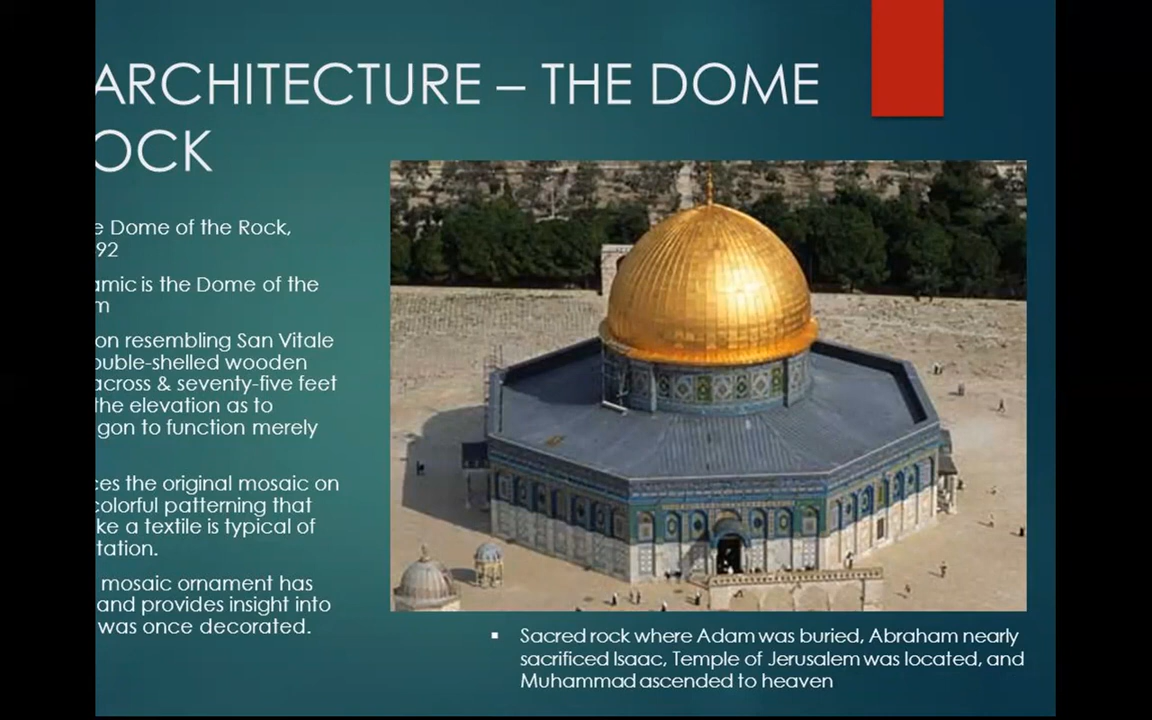 ARCHITECTURE – THE DOME
OCK
e Dome of the Rock,
92
amic is the Dome of the
m
on resembling San Vitale
ouble-shelled wooden
across & seventy-five feet
the elevation as to
gon to function merely
ces the original mosaic on
colorful patterning that
ke a textile is typical of
tation.
mosaic ornament has
and provides insight into
was once decorated.
▪ Sacred rock where Adam was buried, Abraham nearly
sacrificed Isaac, Temple of Jerusalem was located, and
Muhammad ascended to heaven